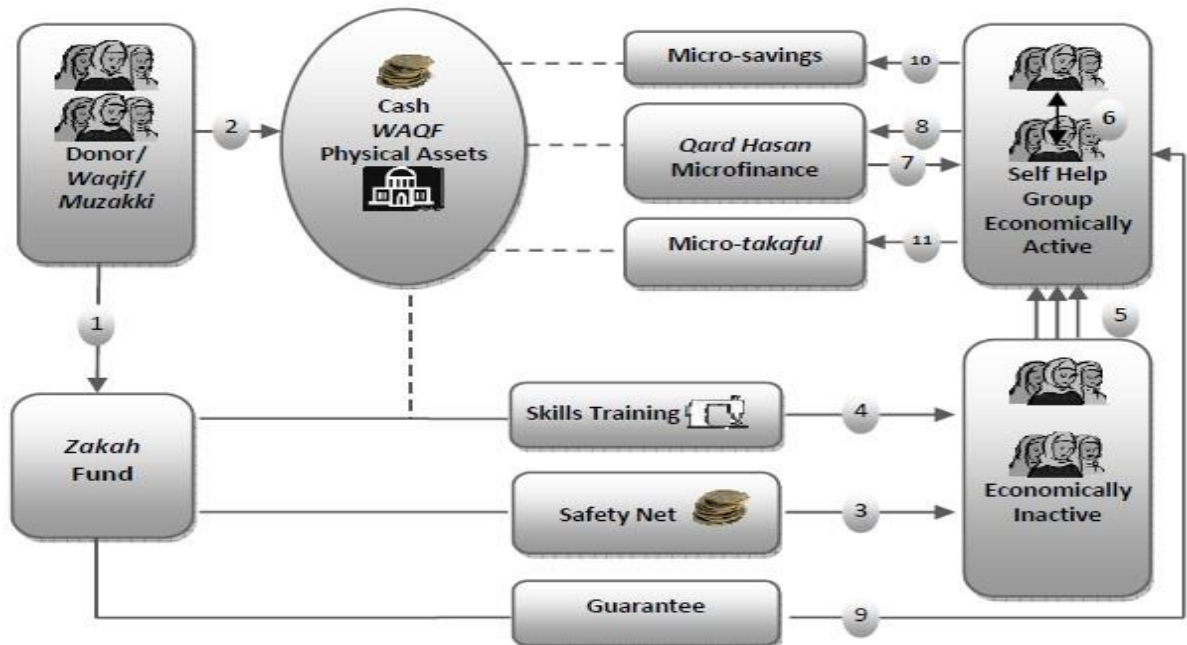 Donor/
Waqif/
Muzakki
2
Cash
WAQF
Physical Assets
Micro-savings
10
Qard Hasan
Microfinance
8
7
Micro-takaful
11
6
Self Help
Group
Economically
Active
1
5
Zakah
Fund
Skills Training
4
Safety Net
3
Economically
Inactive
Guarantee
9